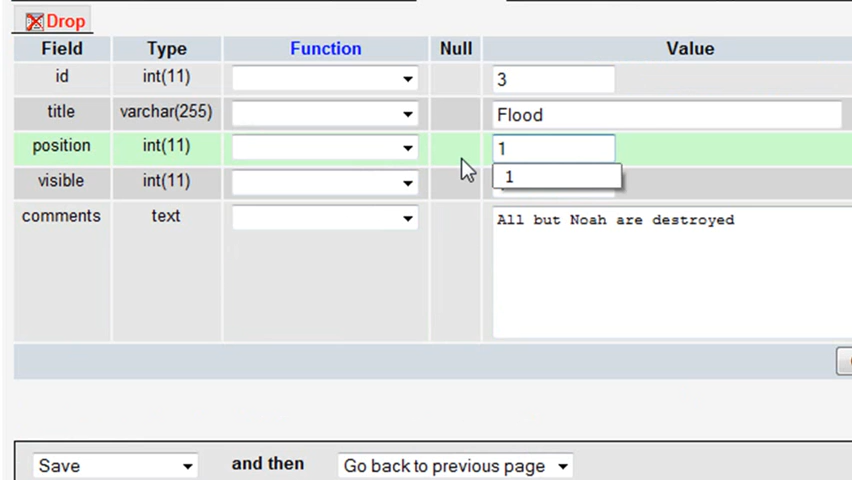 Drop
Field Type Function Null Value
id int(11) 3
title varchar(255) Flood
position int(11) 1
1
visible int(11)
comments text All but Noah are destroyed
Save and then Go back to previous page